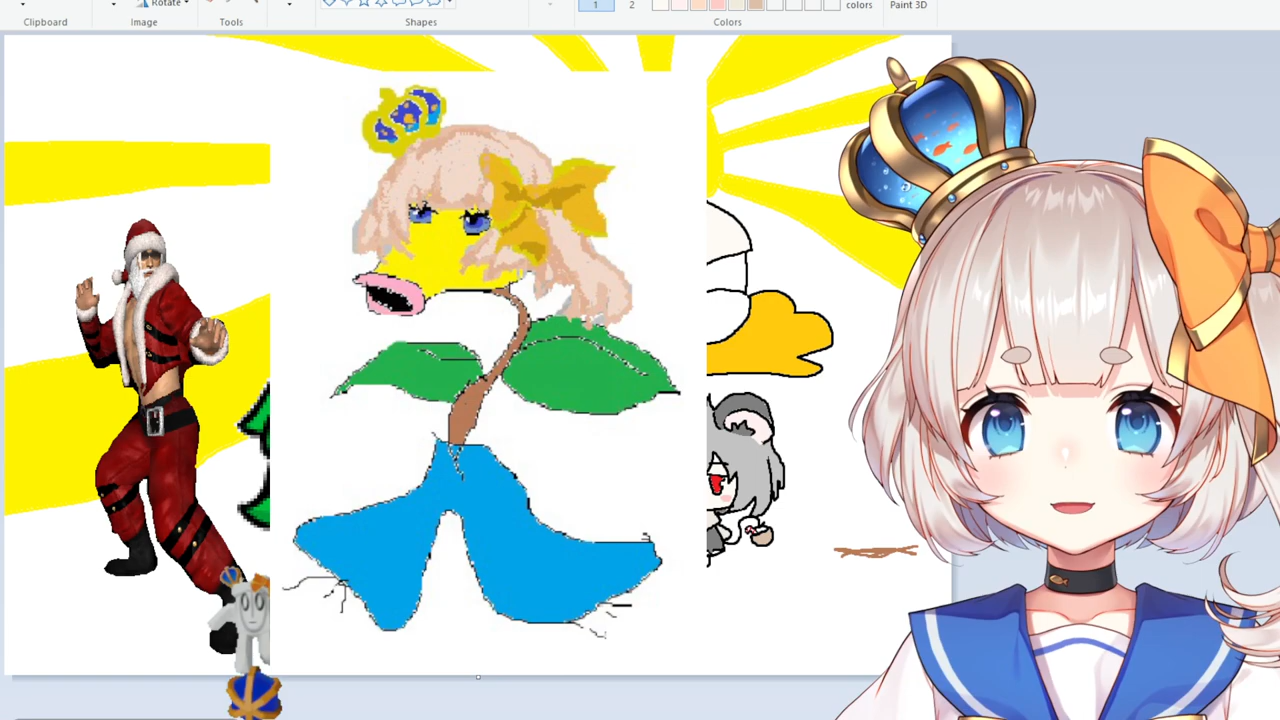 Rotate
Clipboard
Image
Tools
Shapes
1
2
colors
Colors
Paint 3D